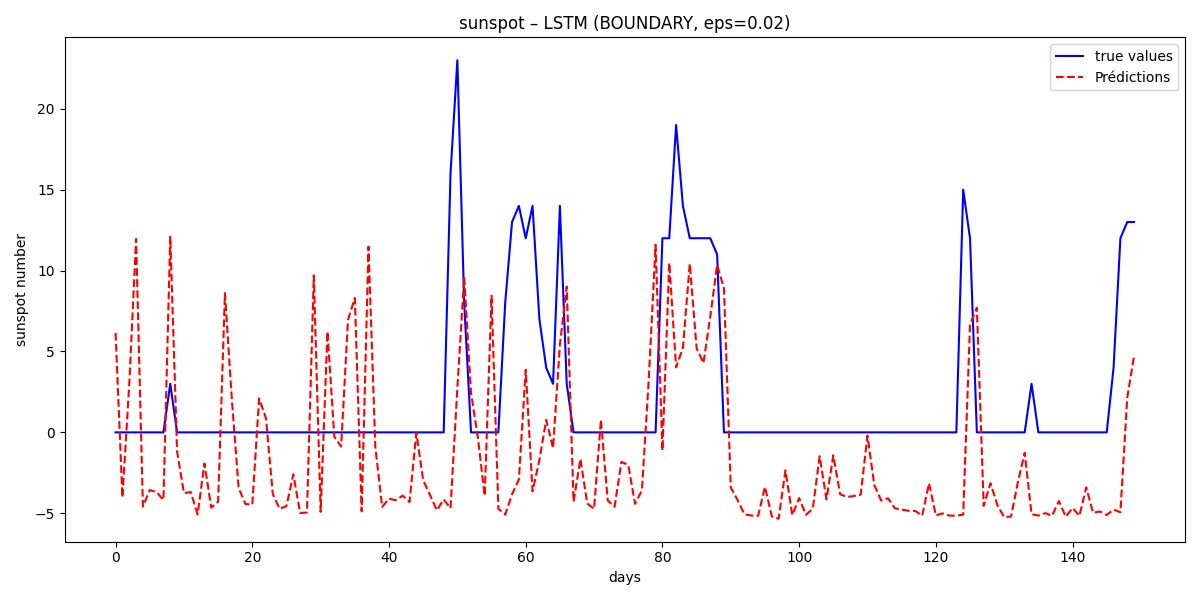 sunspot – LSTM (BOUNDARY, eps=0.02)
true values
Prédictions
sunspot number
20
15
10
5
0
−5
0 20 40 60 80 100 120 140
days